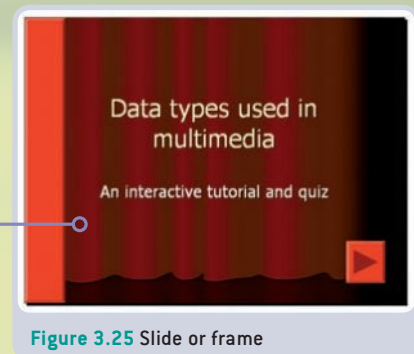 Data types used in
multimedia
An interactive tutorial and quiz
Figure 3.25 Slide or frame